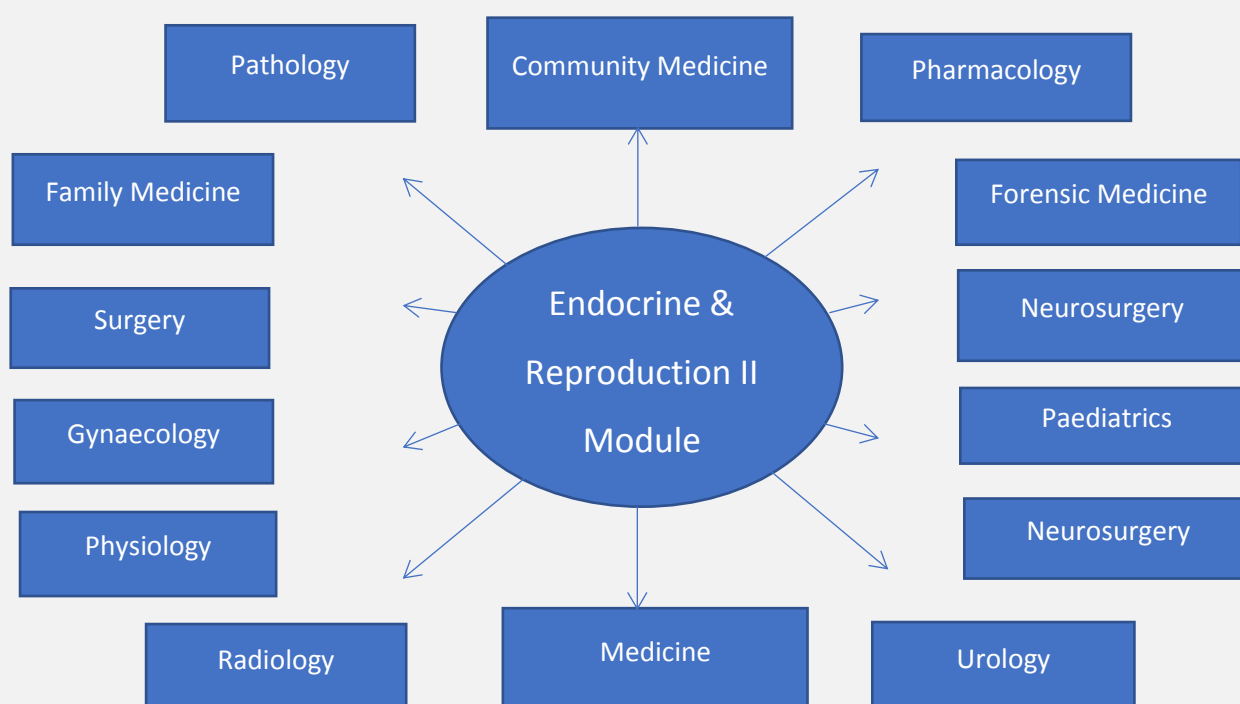 Pathology
Community Medicine
Pharmacology
Family Medicine
Forensic Medicine
Surgery
Endocrine &
Reproduction II
Module
Neurosurgery
Gynaecology
Paediatrics
Physiology
Neurosurgery
Radiology
Medicine
Urology